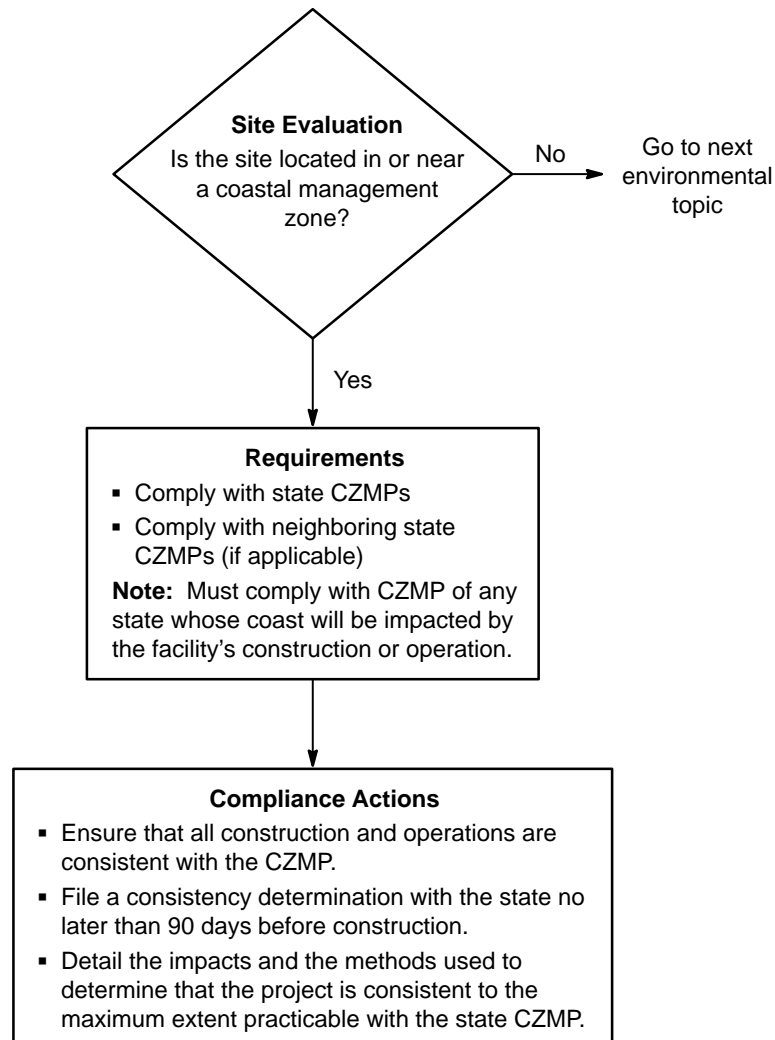 Site Evaluation
Is the site located in or near
a coastal management
zone?
No
Go to next
environmental
topic
Yes
Requirements
▪ Comply with state CZMPs
▪ Comply with neighboring state
CZMPs (if applicable)
Note: Must comply with CZMP of any
state whose coast will be impacted by
the facility’s construction or operation.
Compliance Actions
▪ Ensure that all construction and operations are
consistent with the CZMP.
▪ File a consistency determination with the state no
later than 90 days before construction.
▪ Detail the impacts and the methods used to
determine that the project is consistent to the
maximum extent practicable with the state CZMP.